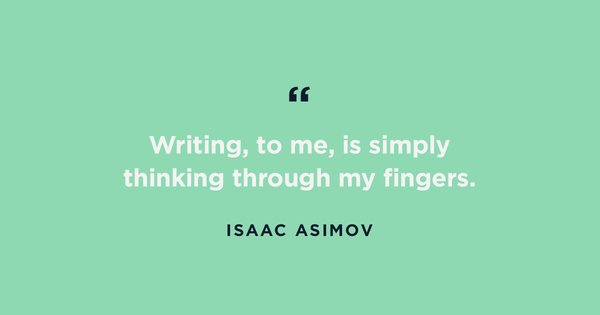 “
Writing, to me, is simply
thinking through my fingers.
ISAAC ASIMOV